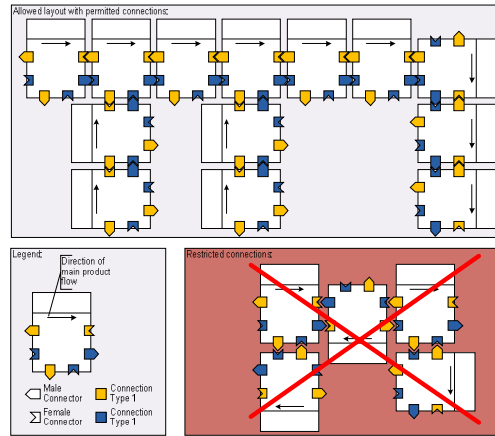 Allowed layout with permitted connections:
Legend:
Direction of
main product
flow
Male
Connector
Connection
Type 1
Female
Connector
Connection
Type 1
Restricted connections: